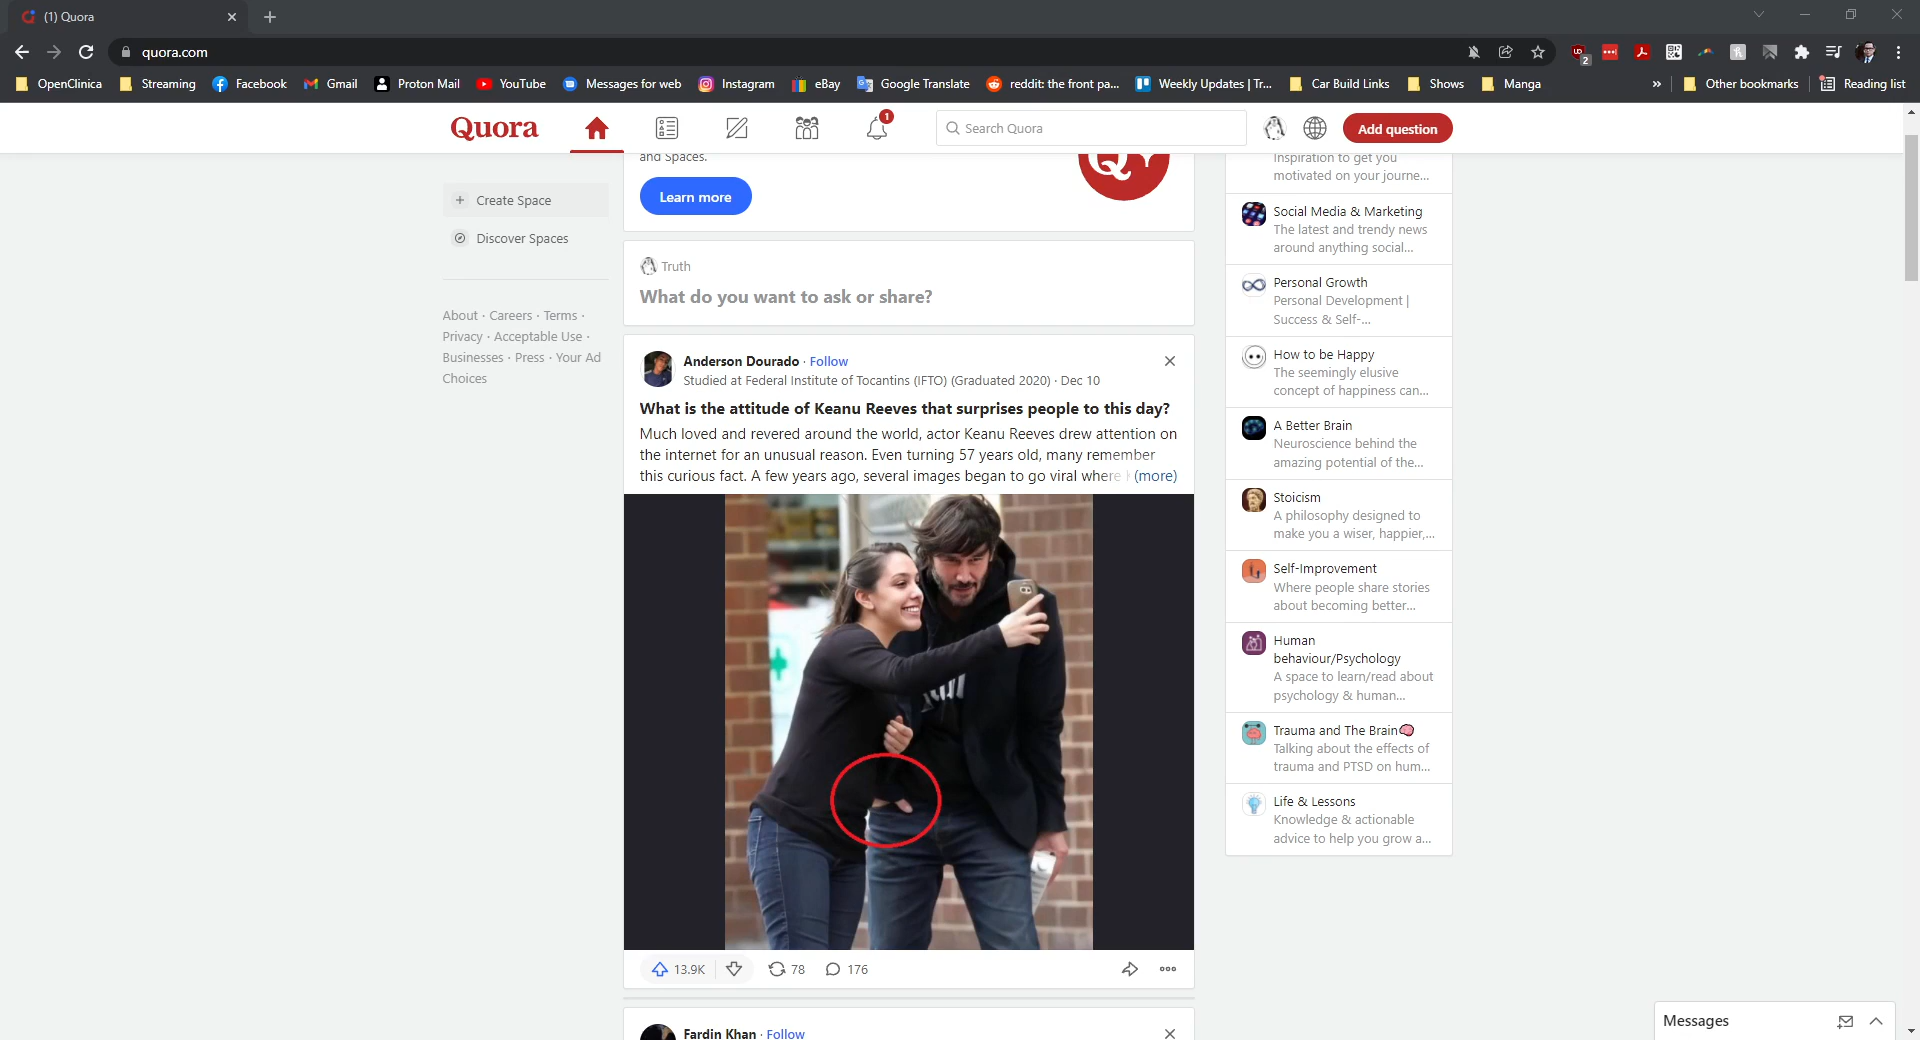 (1) Quora
quora.com
2
OpenClinica
Streaming
Facebook
Gmail
Proton Mail
YouTube
Messages for web
Instagram
eBay
Google Translate
reddit: the front pa...
Weekly Updates | Tr...
Car Build Links
Shows
Manga
»
Other bookmarks
Reading list
Quora
1
Search Quora
Add question
+ Create Space
Discover Spaces
About · Careers · Terms ·
Privacy · Acceptable Use ·
Businesses · Press · Your Ad
Choices
and Spaces.
Learn more
Truth
What do you want to ask or share?
Anderson Dourado · Follow
Studied at Federal Institute of Tocantins (IFTO) (Graduated 2020) · Dec 10
What is the attitude of Keanu Reeves that surprises people to this day?
Much loved and revered around the world, actor Keanu Reeves drew attention on
the internet for an unusual reason. Even turning 57 years old, many remember
this curious fact. A few years ago, several images began to go viral where (more)
13.9K
78
176
Fardin Khan · Follow
Inspiration to get you
motivated on your journe...
Social Media & Marketing
The latest and trendy news
around anything social...
Personal Growth
Personal Development |
Success & Self-...
How to be Happy
The seemingly elusive
concept of happiness can...
A Better Brain
Neuroscience behind the
amazing potential of the...
Stoicism
A philosophy designed to
make you a wiser, happier,...
Self-Improvement
Where people share stories
about becoming better...
Human
behaviour/Psychology
A space to learn/read about
psychology & human...
Trauma and The Brain🧠
Talking about the effects of
trauma and PTSD on hum...
Life & Lessons
Knowledge & actionable
advice to help you grow a...
Messages